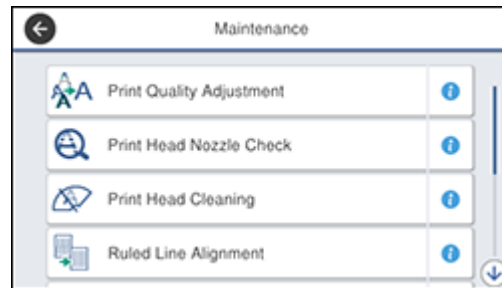 Maintenance
Print Quality Adjustment
Print Head Nozzle Check
Print Head Cleaning
Ruled Line Alignment